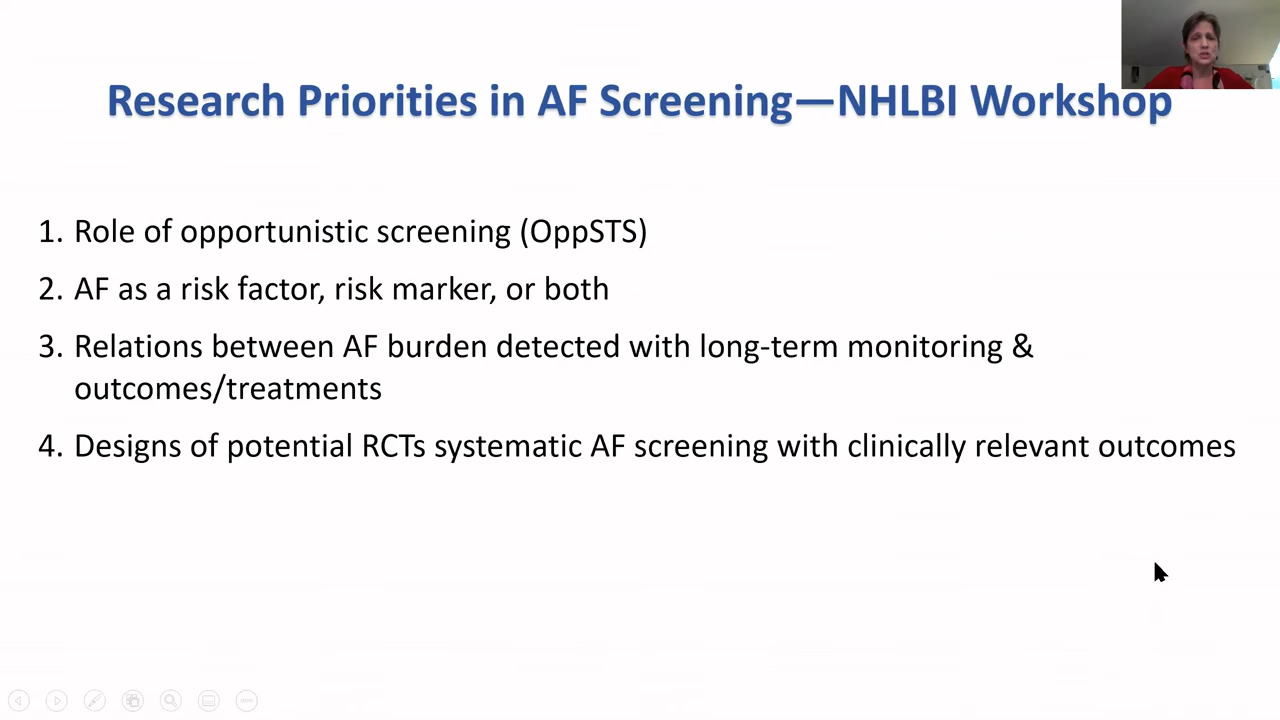 Research Priorities in AF Screening—NHLBI Workshop
1. Role of opportunistic screening (OppSTS)
2. AF as a risk factor, risk marker, or both
3. Relations between AF burden detected with long-term monitoring &
outcomes/treatments
4. Designs of potential RCTs systematic AF screening with clinically relevant outcomes